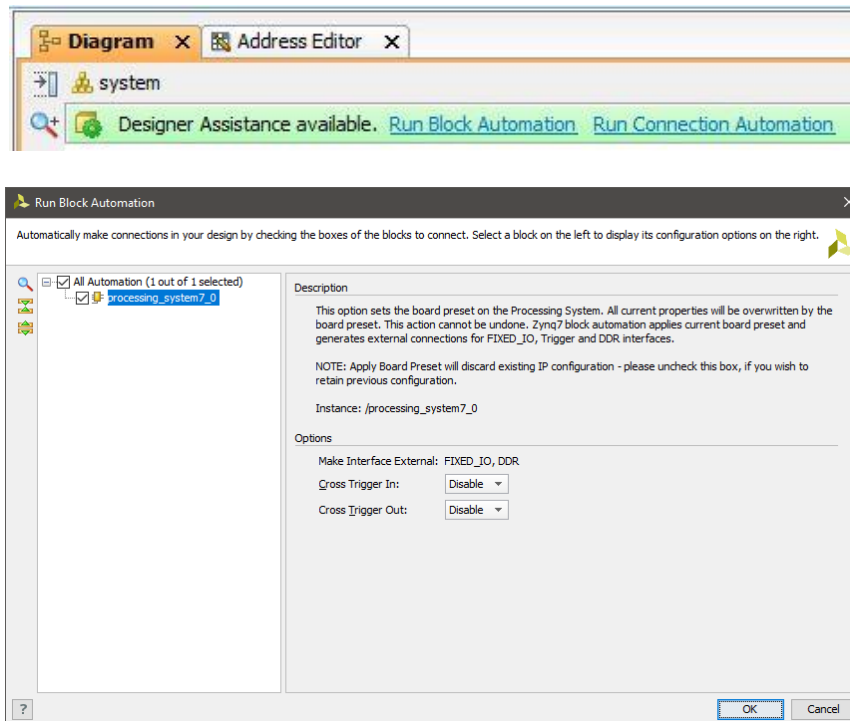 Diagram X Address Editor X
system
Designer Assistance available. Run Block Automation Run Connection Automation
Run Block Automation
Automatically make connections in your design by checking the boxes of the blocks to connect. Select a block on the left to display its configuration options on the right.
All Automation (1 out of 1 selected)
processing_system7_0
Description
This option sets the board preset on the Processing System. All current properties will be overwritten by the
board preset. This action cannot be undone. Zynq7 block automation applies current board preset and
generates external connections for FIXED_IO, Trigger and DDR interfaces.
NOTE: Apply Board Preset will discard existing IP configuration - please uncheck this box, if you wish to
retain previous configuration.
Instance: /processing_system7_0
Options
Make Interface External: FIXED_IO, DDR
Cross Trigger In: Disable
Cross Trigger Out: Disable
? OK Cancel